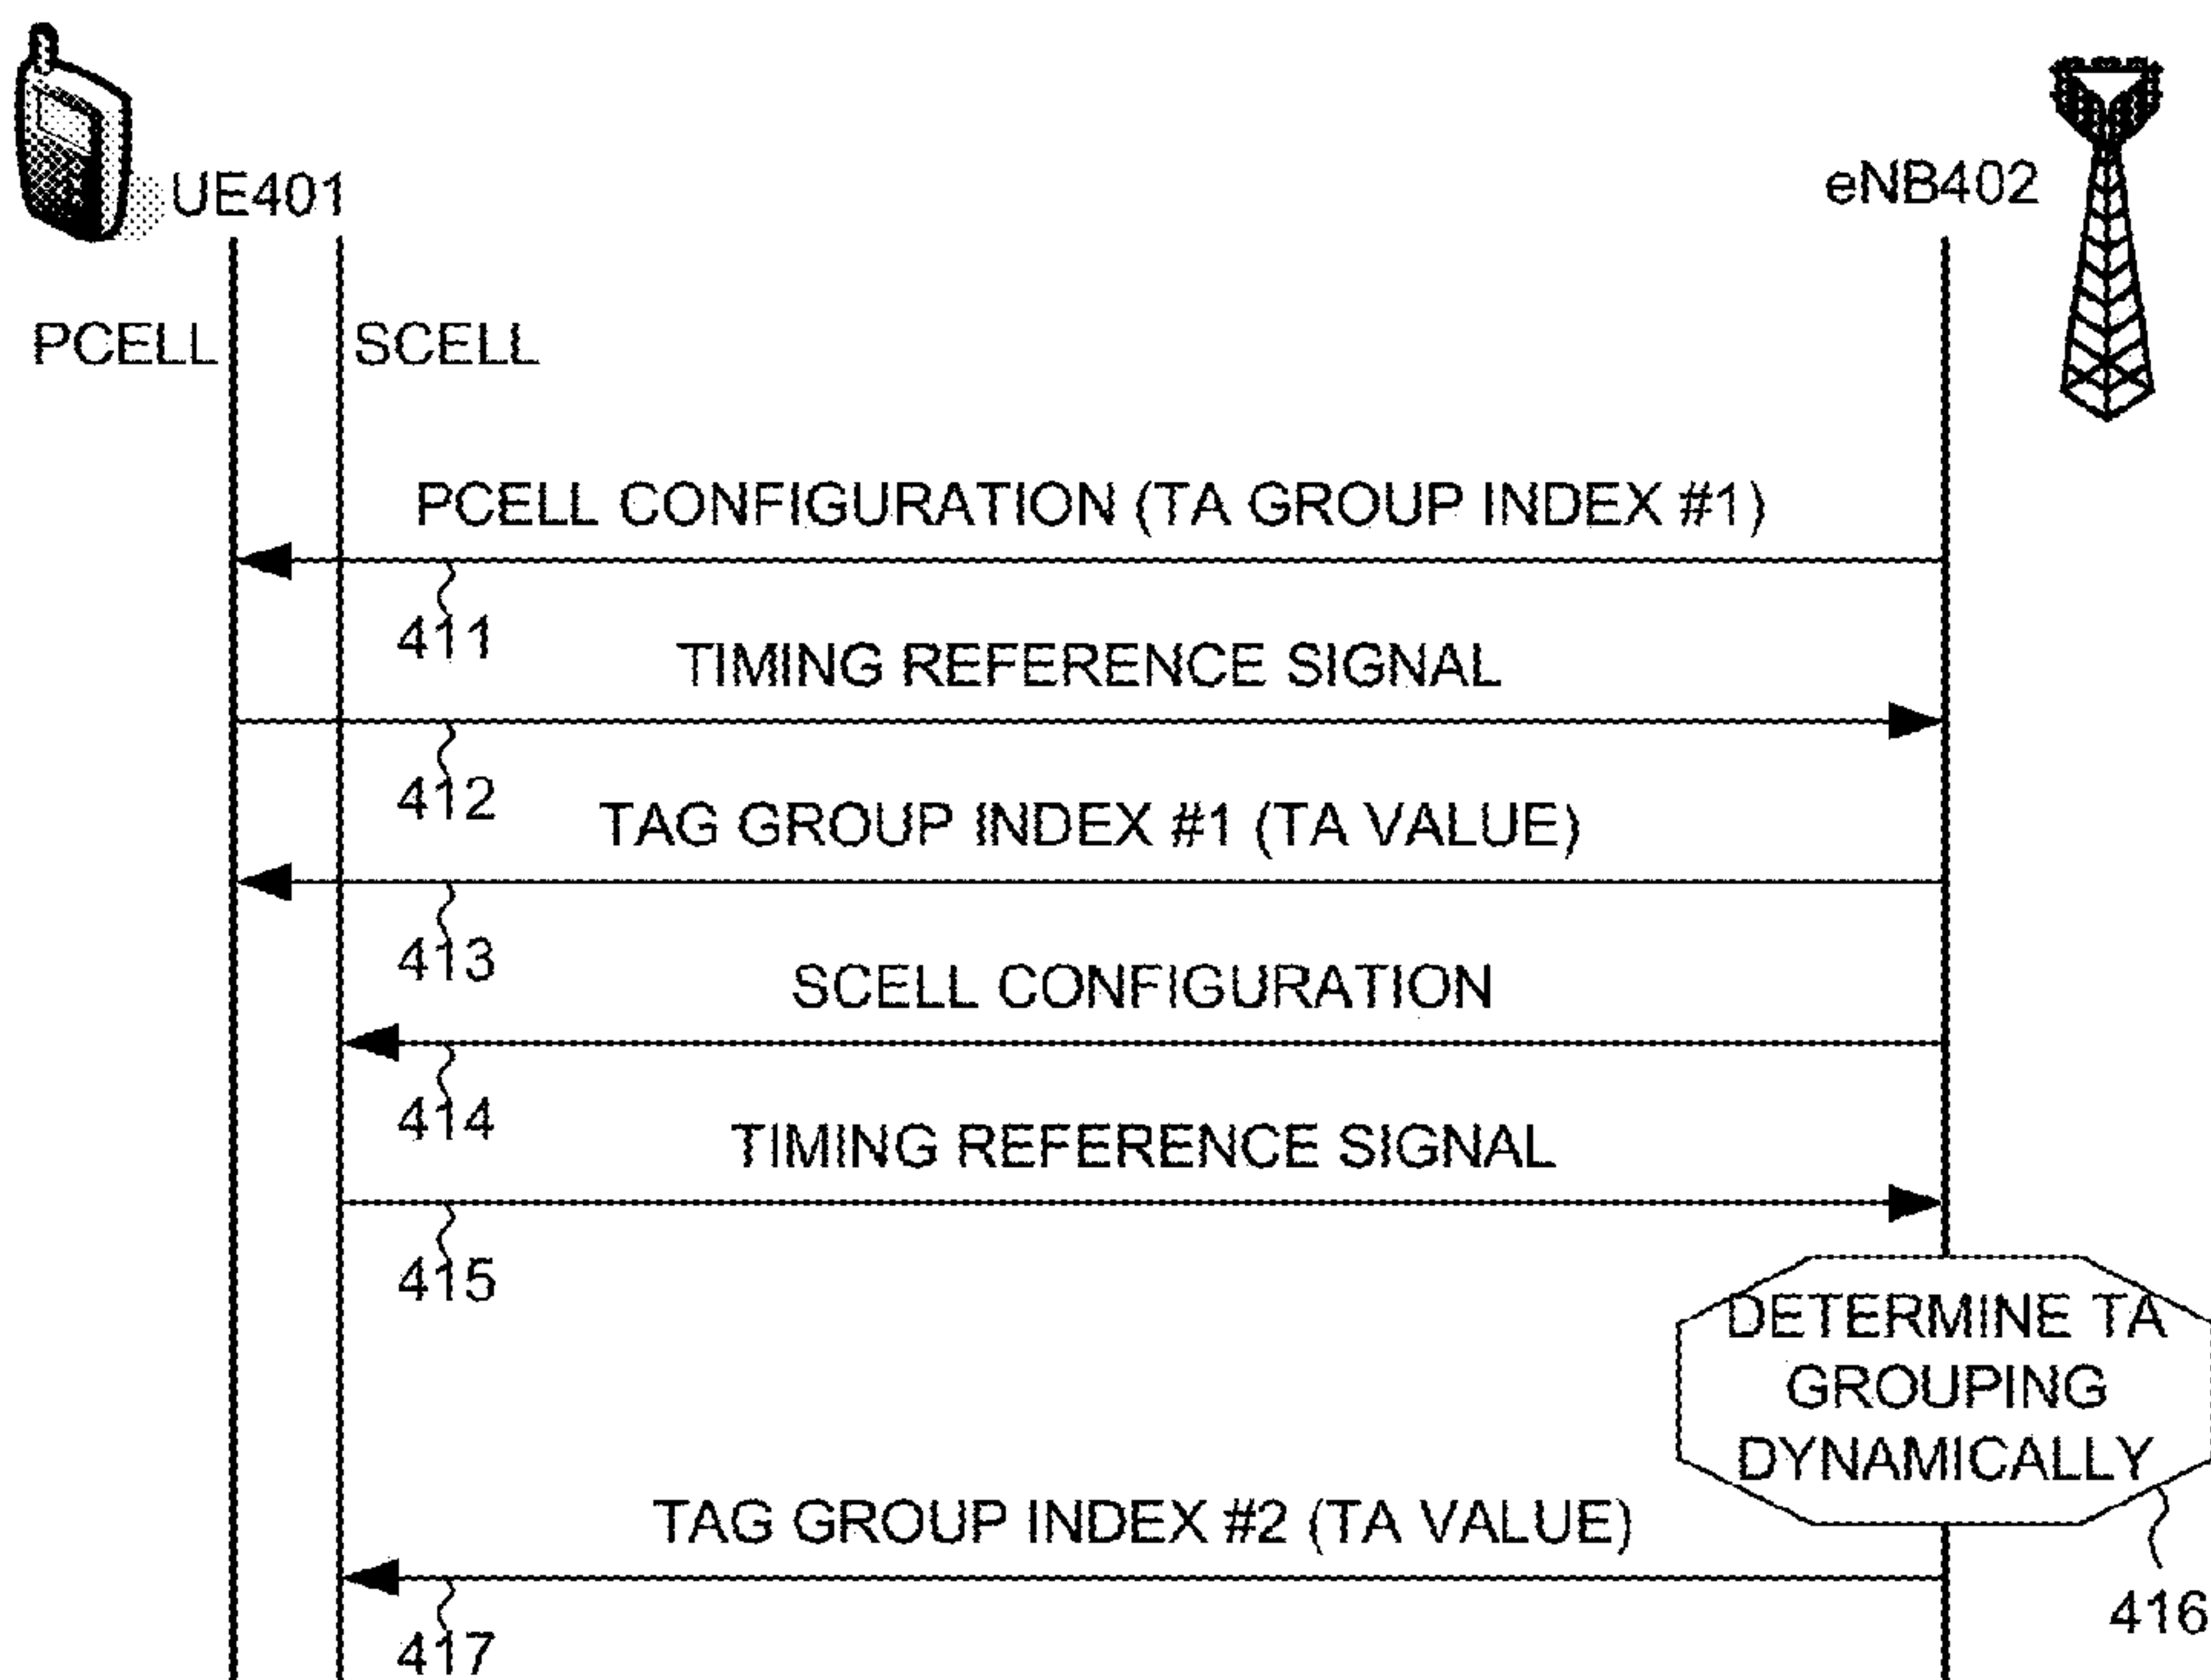 UE401
eNB402
PCELL
SCELL
PCELL CONFIGURATION (TA GROUP INDEX #1)
411
TIMING REFERENCE SIGNAL
412
TAG GROUP INDEX #1 (TA VALUE)
413
SCELL CONFIGURATION
414
TIMING REFERENCE SIGNAL
415
DETERMINE TA
GROUPING
DYNAMICALLY
416
TAG GROUP INDEX #2 (TA VALUE)
417